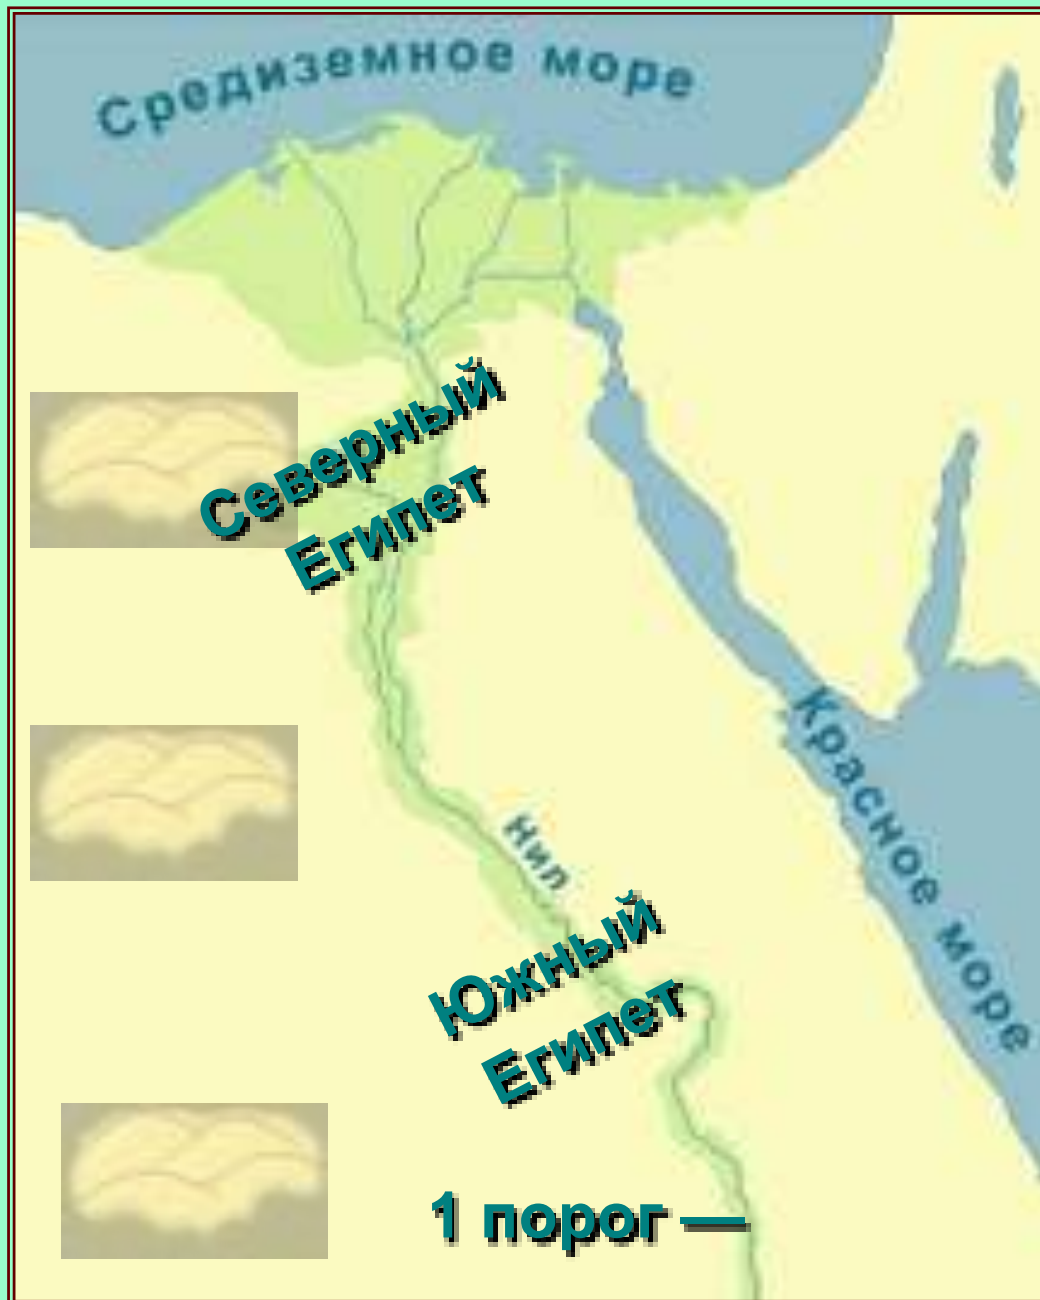 Средиземное море
Северный
Египет
Нил
Красное море
Южный
Египет
1 порог —